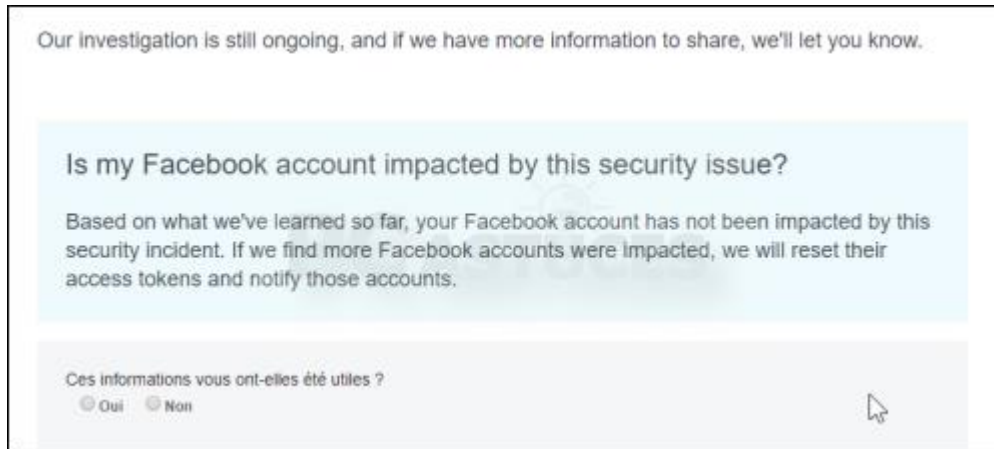 Our investigation is still ongoing, and if we have more information to share, we'll let you know.
Is my Facebook account impacted by this security issue?
Based on what we've learned so far, your Facebook account has not been impacted by this
security incident. If we find more Facebook accounts were impacted, we will reset their
access tokens and notify those accounts.
Ces informations vous ont-elles été utiles ?
Oui Non